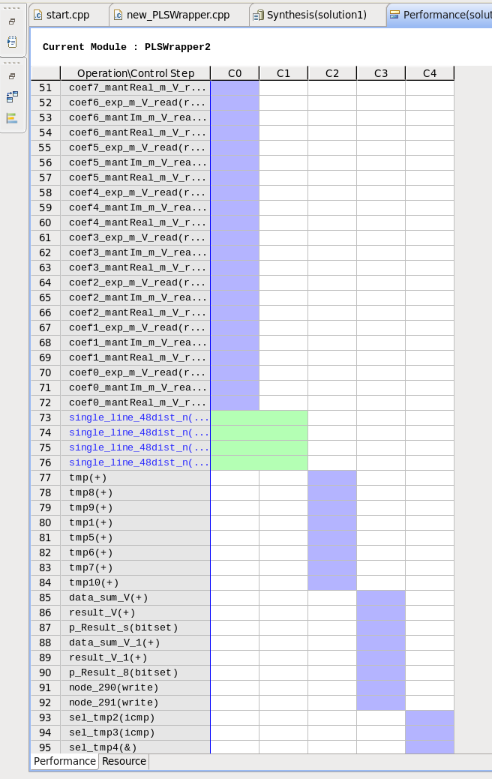 start.cpp new_PLSWrapper.cpp Synthesis(solution1) Performance(solut
Current Module : PLSWrapper2
Operation\Control Step C0 C1 C2 C3 C4
51 coef7_mantReal_m_V_r...
52 coef6_exp_m_V_read(r...
53 coef6_mantIm_m_V_rea...
54 coef6_mantReal_m_V_r...
55 coef5_exp_m_V_read(r...
56 coef5_mantIm_m_V_rea...
57 coef5_mantReal_m_V_r...
58 coef4_exp_m_V_read(r...
59 coef4_mantIm_m_V_rea...
60 coef4_mantReal_m_V_r...
61 coef3_exp_m_V_read(r...
62 coef3_mantIm_m_V_rea...
63 coef3_mantReal_m_V_r...
64 coef2_exp_m_V_read(r...
65 coef2_mantIm_m_V_rea...
66 coef2_mantReal_m_V_r...
67 coef1_exp_m_V_read(r...
68 coef1_mantIm_m_V_rea...
69 coef1_mantReal_m_V_r...
70 coef0_exp_m_V_read(r...
71 coef0_mantIm_m_V_rea...
72 coef0_mantReal_m_V_r...
73 single_line_48dist_n(...
74 single_line_48dist_n(...
75 single_line_48dist_n(...
76 single_line_48dist_n(...
77 tmp(+)
78 tmp8(+)
79 tmp9(+)
80 tmp1(+)
81 tmp5(+)
82 tmp6(+)
83 tmp7(+)
84 tmp10(+)
85 data_sum_V(+)
86 result_V(+)
87 p_Result_s(bitset)
88 data_sum_V_1(+)
89 result_V_1(+)
90 p_Result_8(bitset)
91 node_290(write)
92 node_291(write)
93 sel_tmp2(icmp)
94 sel_tmp3(icmp)
95 sel_tmp4(&)
Performance Resource